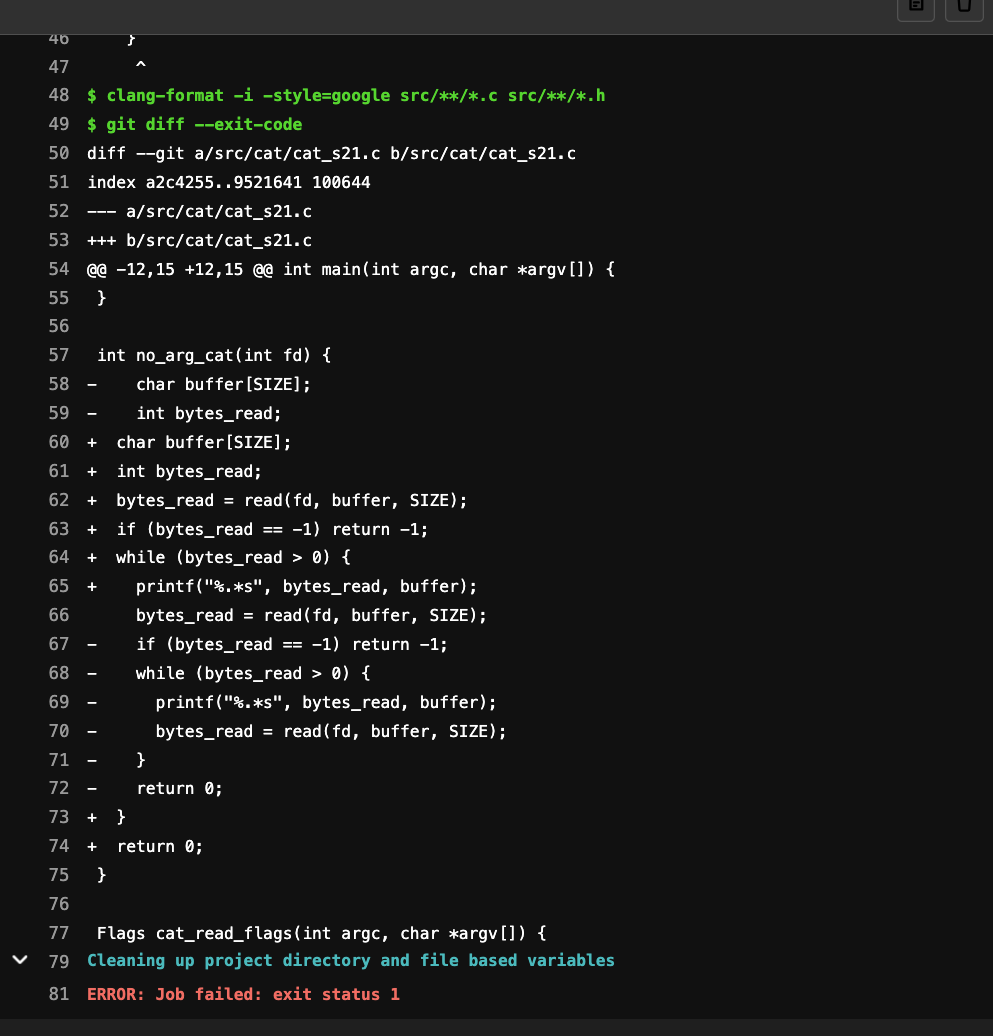 46     }
47      ^
48 $ clang-format -i -style=google src/**/*.c src/**/*.h
49 $ git diff --exit-code
50 diff --git a/src/cat/cat_s21.c b/src/cat/cat_s21.c
51 index a2c4255..9521641 100644
52 --- a/src/cat/cat_s21.c
53 +++ b/src/cat/cat_s21.c
54 @@ -12,15 +12,15 @@ int main(int argc, char *argv[]) {
55  }
56
57  int no_arg_cat(int fd) {
58 -    char buffer[SIZE];
59 -    int bytes_read;
60 +  char buffer[SIZE];
61 +  int bytes_read;
62 +  bytes_read = read(fd, buffer, SIZE);
63 +  if (bytes_read == -1) return -1;
64 +  while (bytes_read > 0) {
65 +    printf("%.*s", bytes_read, buffer);
66      bytes_read = read(fd, buffer, SIZE);
67 -    if (bytes_read == -1) return -1;
68 -    while (bytes_read > 0) {
69 -      printf("%.*s", bytes_read, buffer);
70 -      bytes_read = read(fd, buffer, SIZE);
71 -    }
72 -    return 0;
73 +  }
74 +  return 0;
75  }
76
77  Flags cat_read_flags(int argc, char *argv[]) {
79 Cleaning up project directory and file based variables
81 ERROR: Job failed: exit status 1